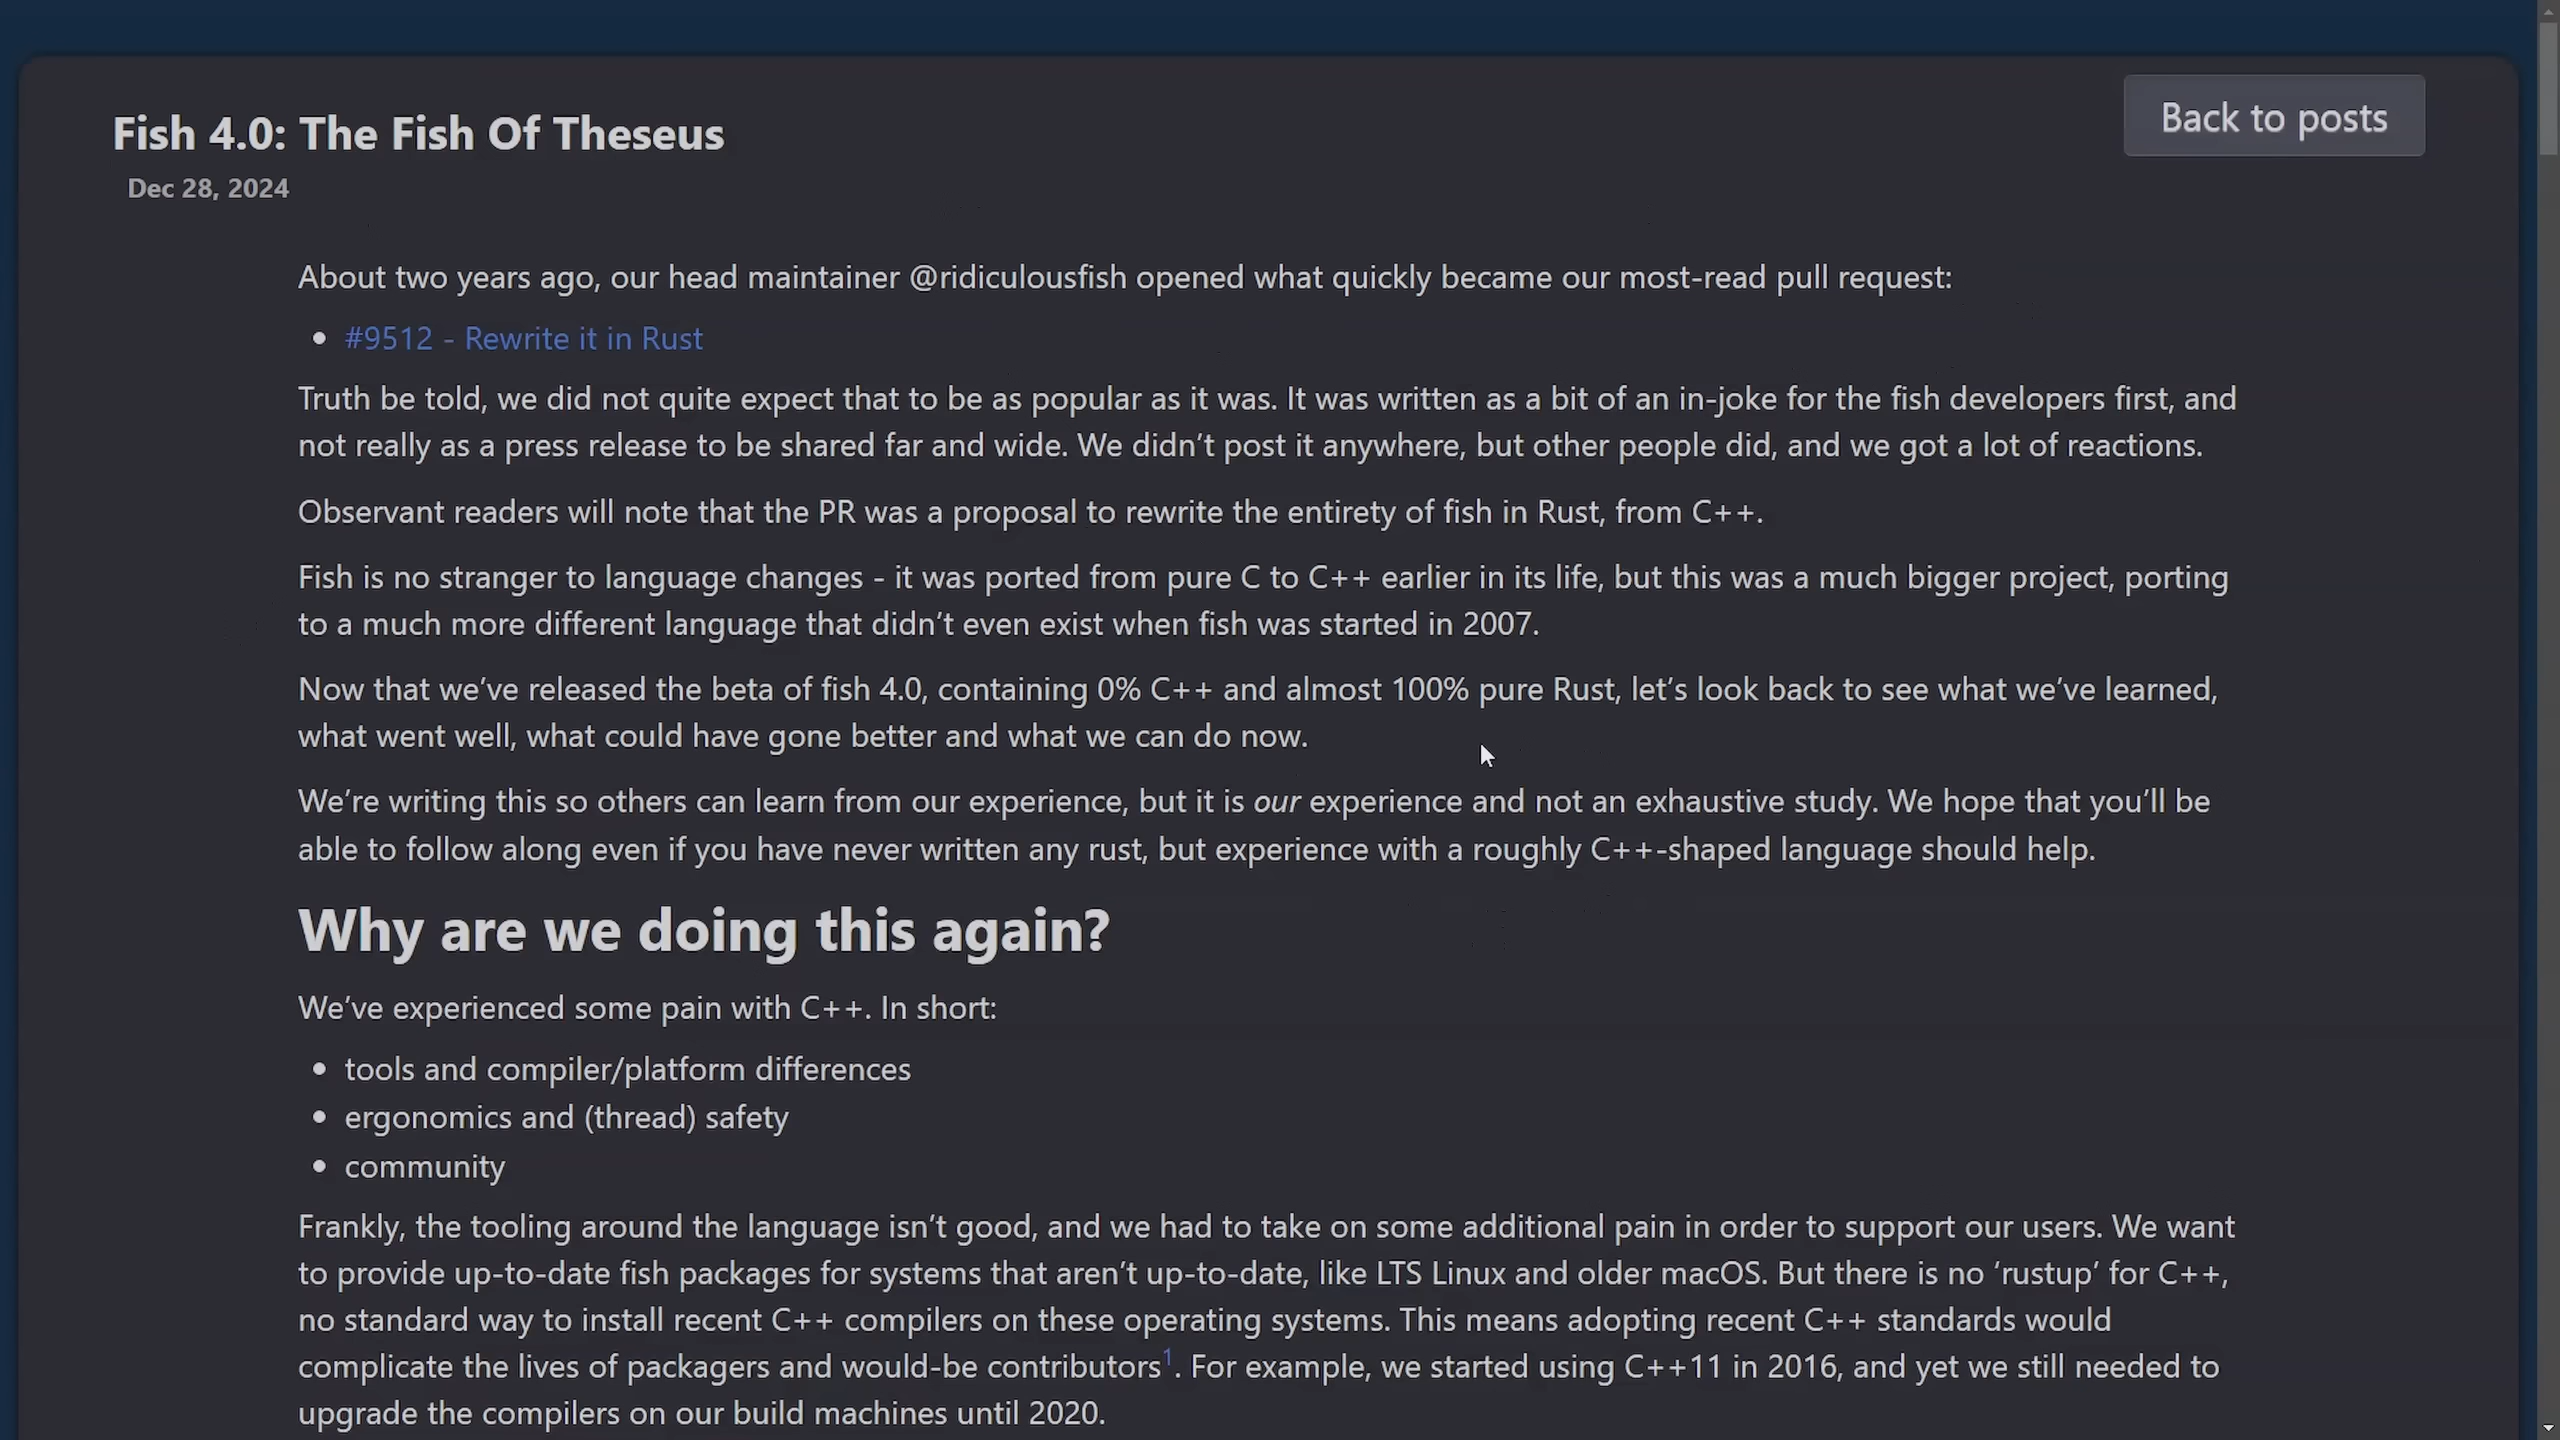 Fish 4.0: The Fish Of Theseus
Back to posts
Dec 28, 2024
About two years ago, our head maintainer @ridiculousfish opened what quickly became our most-read pull request:
• #9512 - Rewrite it in Rust
Truth be told, we did not quite expect that to be as popular as it was. It was written as a bit of an in-joke for the fish developers first, and
not really as a press release to be shared far and wide. We didn’t post it anywhere, but other people did, and we got a lot of reactions.
Observant readers will note that the PR was a proposal to rewrite the entirety of fish in Rust, from C++.
Fish is no stranger to language changes - it was ported from pure C to C++ earlier in its life, but this was a much bigger project, porting
to a much more different language that didn’t even exist when fish was started in 2007.
Now that we’ve released the beta of fish 4.0, containing 0% C++ and almost 100% pure Rust, let’s look back to see what we’ve learned,
what went well, what could have gone better and what we can do now.
We’re writing this so others can learn from our experience, but it is our experience and not an exhaustive study. We hope that you’ll be
able to follow along even if you have never written any rust, but experience with a roughly C++-shaped language should help.
Why are we doing this again?
We’ve experienced some pain with C++. In short:
• tools and compiler/platform differences
• ergonomics and (thread) safety
• community
Frankly, the tooling around the language isn’t good, and we had to take on some additional pain in order to support our users. We want
to provide up-to-date fish packages for systems that aren’t up-to-date, like LTS Linux and older macOS. But there is no ‘rustup’ for C++,
no standard way to install recent C++ compilers on these operating systems. This means adopting recent C++ standards would
complicate the lives of packagers and would-be contributors1. For example, we started using C++11 in 2016, and yet we still needed to
upgrade the compilers on our build machines until 2020.